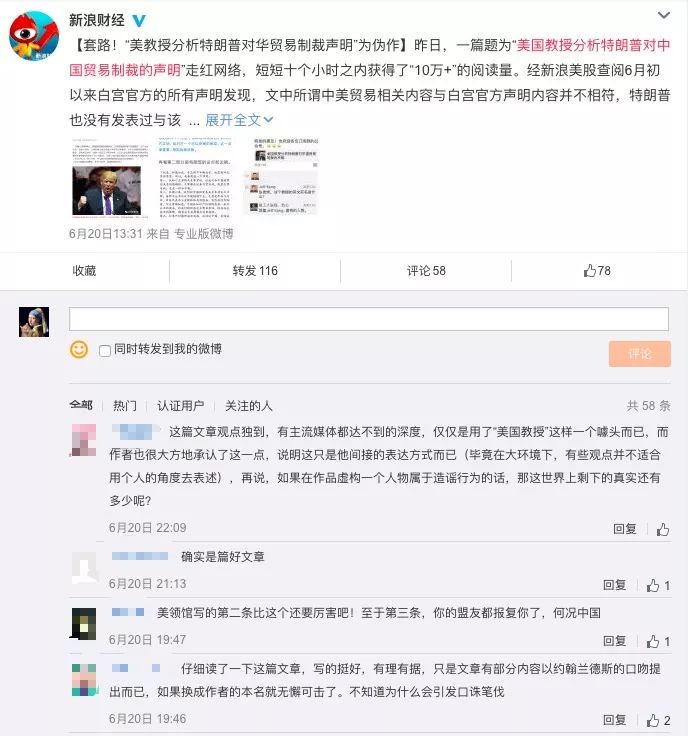 新浪财经
【套路！“美教授分析特朗普对华贸易制裁声明”为伪作】昨日，一篇题为“美国教授分析特朗普对
中国贸易制裁的声明”走红网络，短短十个小时之内获得了“10万+”的阅读量。经新浪美股查阅6月初
以来白宫官方的所有声明发现，文中所谓中美贸易相关内容与白宫官方声明内容并不相符，特朗普
也没有发表过与该 ... 展开全文
6月20日13:31 来自 专业版微博
收藏
转发 116
评论 58
78
同时转发到我的微博
评论
全部 热门 认证用户 关注的人 共 58 条
这篇文章观点独到，有主流媒体都达不到的深度，仅仅是用了“美国教授”这样一个噱头而已，而
作者也很大方地承认了这一点，说明这只是他间接的表达方式而已（毕竟在大环境下，有些观点并不适合
用个人的角度去表述），再说，如果在作品虚构一个人物属于造谣行为的话，那这世界上剩下的真实还有
多少呢？
6月20日 22:09 回复
确实是篇好文章
6月20日 21:13 回复 1
美领馆写的第二条比这个还要厉害吧！至于第三条，你的盟友都报复你了，何况中国
6月20日 19:47 回复 1
仔细读了一下这篇文章，写的挺好，有理有据，只是文章有部分内容以约翰兰德斯的口吻提
出而已，如果换成作者的本名就无懈可击了。不知道为什么会引发口诛笔伐
6月20日 19:46 回复 2